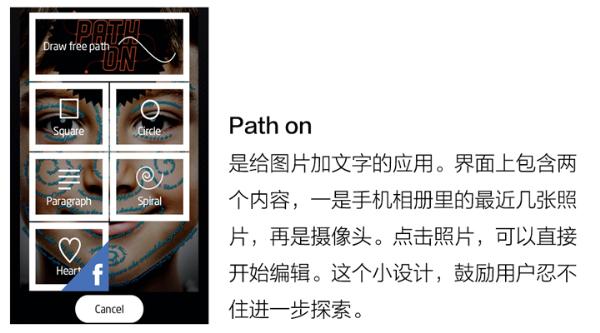 PATH
ON
Draw free path
Square
Circle
Paragraph
Spiral
Heart
f
Cancel
Path on
是给图片加文字的应用。界面上包含两
个内容，一是手机相册里的最近几张照
片，再是摄像头。点击照片，可以直接
开始编辑。这个小设计，鼓励用户忍不
住进一步探索。